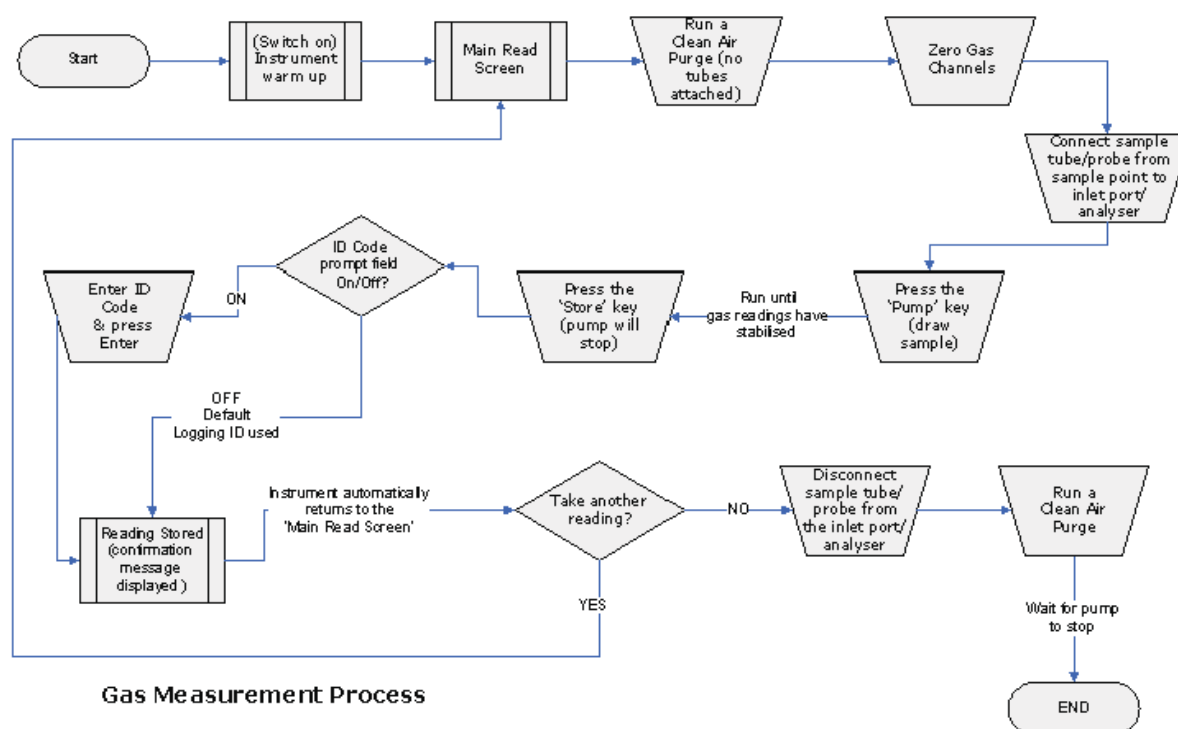 Start
(Switch on)
Instrument
warm up
Main Read
Screen
Run a
Clean Air
Purge (no
tubes
attached)
Zero Gas
Channels
Connect sample
tube/probe from
sample point to
inlet port/
analyser
Press the
‘Pump’ key
(draw
sample)
Run until
gas readings have
stabilised
Press the
‘Store’ key
(pump will
stop)
ID Code
prompt field
On/Off?
ON
Enter ID
Code
& press
Enter
OFF
Default
Logging ID used
Reading Stored
(confirmation
message
displayed )
Instrument automatically
returns to the
‘Main Read Screen’
Take another
reading?
NO
YES
Disconnect
sample tube/
probe from
the inlet port/
analyser
Run a
Clean Air
Purge
Wait for pump
to stop
END
Gas Measurement Process